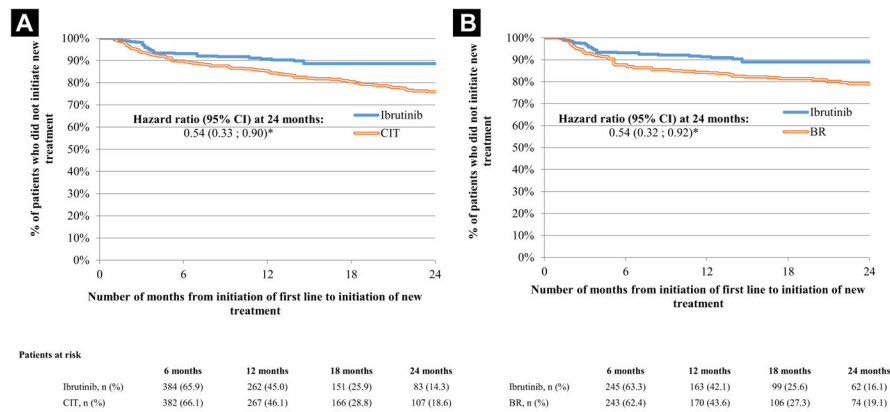 A
% of patients who did not initiate new
treatment
100%
90%
80%
70%
60%
50%
40%
30%
20%
10%
0%
Hazard ratio (95% CI) at 24 months:
0.54 (0.33 ; 0.90)*
Ibrutinib
CIT
0 6 12 18 24
Number of months from initiation of first line to initiation of new
treatment
B
% of patients who did not initiate new
treatment
100%
90%
80%
70%
60%
50%
40%
30%
20%
10%
0%
Hazard ratio (95% CI) at 24 months:
0.54 (0.32 ; 0.92)*
Ibrutinib
BR
0 6 12 18 24
Number of months from initiation of first line to initiation of new
treatment
Patients at risk
6 months 12 months 18 months 24 months
Ibrutinib, n (%) 384 (65.9) 262 (45.0) 151 (25.9) 83 (14.3)
CIT, n (%) 382 (66.1) 267 (46.1) 166 (28.8) 107 (18.6)
6 months 12 months 18 months 24 months
Ibrutinib, n (%) 245 (63.3) 163 (42.1) 99 (25.6) 62 (16.1)
BR, n (%) 243 (62.4) 170 (43.6) 106 (27.3) 74 (19.1)